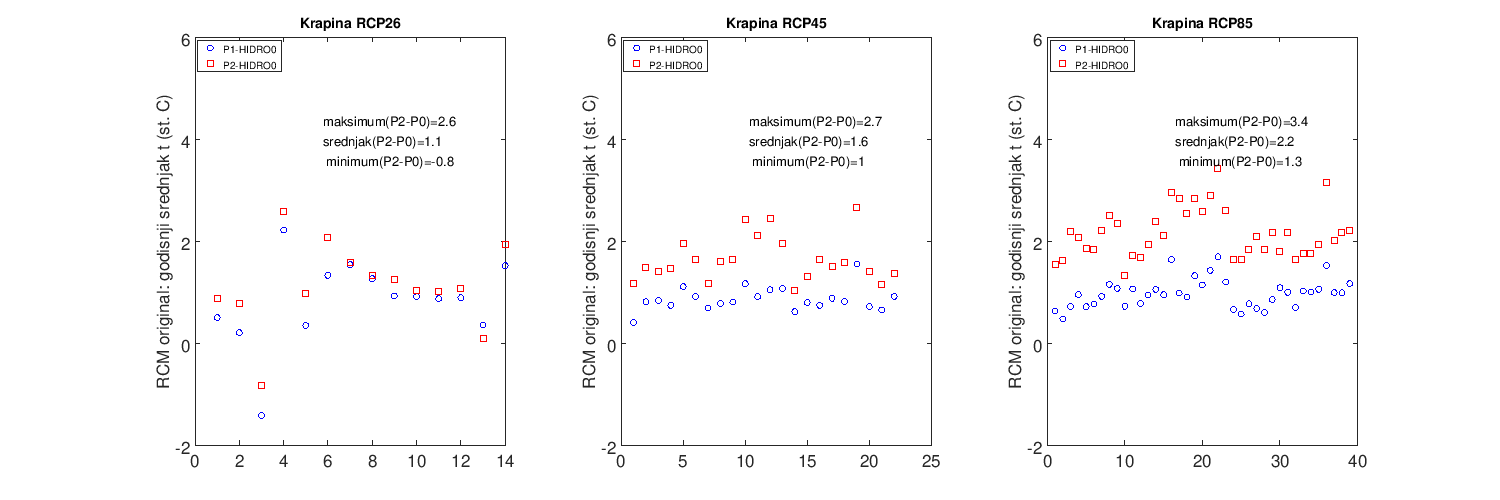 Krapina RCP26
P1-HIDRO0
P2-HIDRO0
maksimum(P2-P0)=2.6
srednjak(P2-P0)=1.1
minimum(P2-P0)=-0.8
RCM original: godisnji srednjak t (st. C)
6
4
2
0
-2
0 2 4 6 8 10 12 14
Krapina RCP45
P1-HIDRO0
P2-HIDRO0
maksimum(P2-P0)=2.7
srednjak(P2-P0)=1.6
minimum(P2-P0)=1
RCM original: godisnji srednjak t (st. C)
6
4
2
0
-2
0 5 10 15 20 25
Krapina RCP85
P1-HIDRO0
P2-HIDRO0
maksimum(P2-P0)=3.4
srednjak(P2-P0)=2.2
minimum(P2-P0)=1.3
RCM original: godisnji srednjak t (st. C)
6
4
2
0
-2
0 10 20 30 40